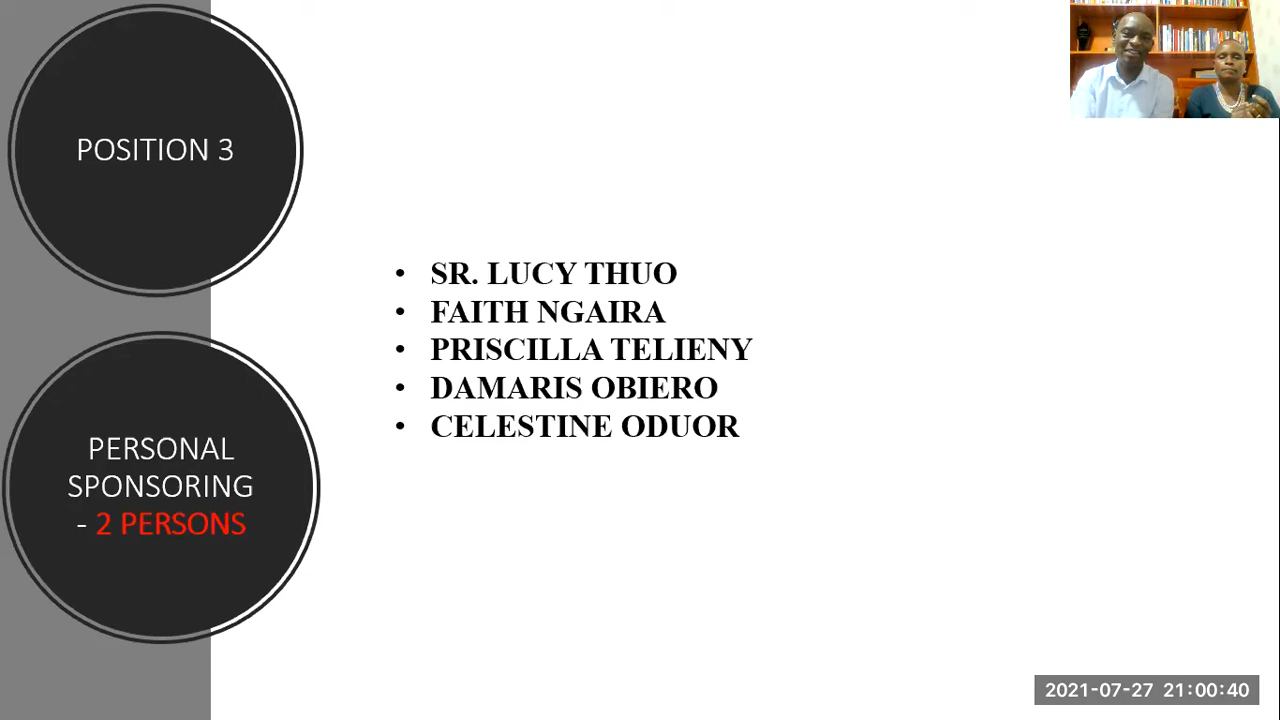 POSITION 3
PERSONAL
SPONSORING
- 2 PERSONS
• SR. LUCY THUO
• FAITH NGAIRA
• PRISCILLA TELIENY
• DAMARIS OBIERO
• CELESTINE ODUOR
2021-07-27 21:00:40